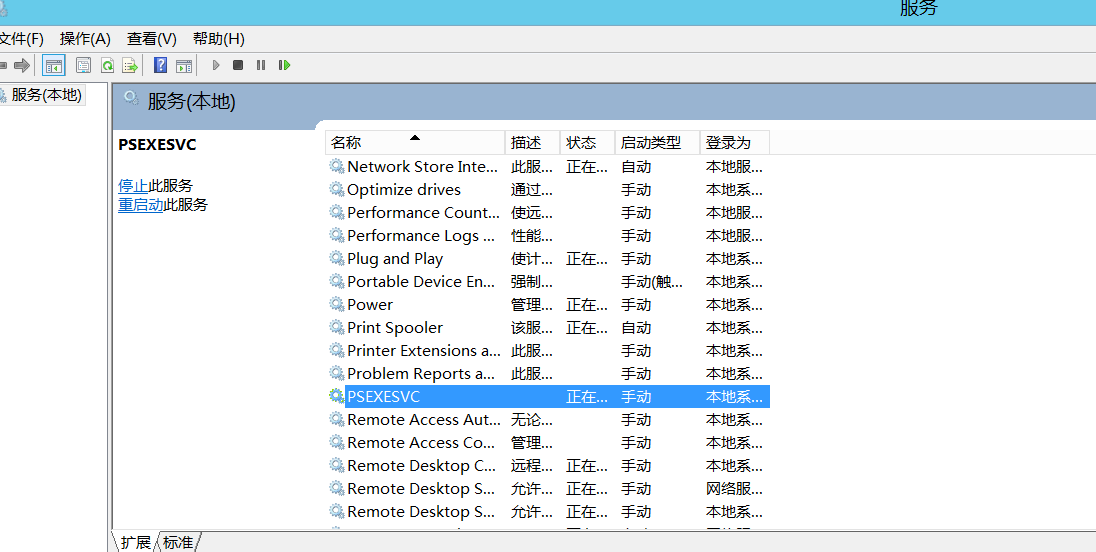 服务
文件(F) 操作(A) 查看(V) 帮助(H)
服务(本地)
服务(本地)
PSEXESVC
停止此服务
重启动此服务
名称 描述 状态 启动类型 登录为
Network Store Inte... 此服... 正在... 自动 本地服...
Optimize drives 通过... 手动 本地系...
Performance Count... 使远... 手动 本地服...
Performance Logs ... 性能... 手动 本地服...
Plug and Play 使计... 正在... 手动 本地系...
Portable Device En... 强制... 手动(触... 本地系...
Power 管理... 正在... 手动 本地系...
Print Spooler 该服... 正在... 自动 本地系...
Printer Extensions a... 此服... 手动 本地系...
Problem Reports a... 此服... 手动 本地系...
PSEXESVC 正在... 手动 本地系...
Remote Access Aut... 无论... 手动 本地系...
Remote Access Co... 管理... 手动 本地系...
Remote Desktop C... 远程... 正在... 手动 本地系...
Remote Desktop S... 允许... 正在... 手动 网络服...
Remote Desktop S... 允许... 正在... 手动 本地系...
扩展 标准